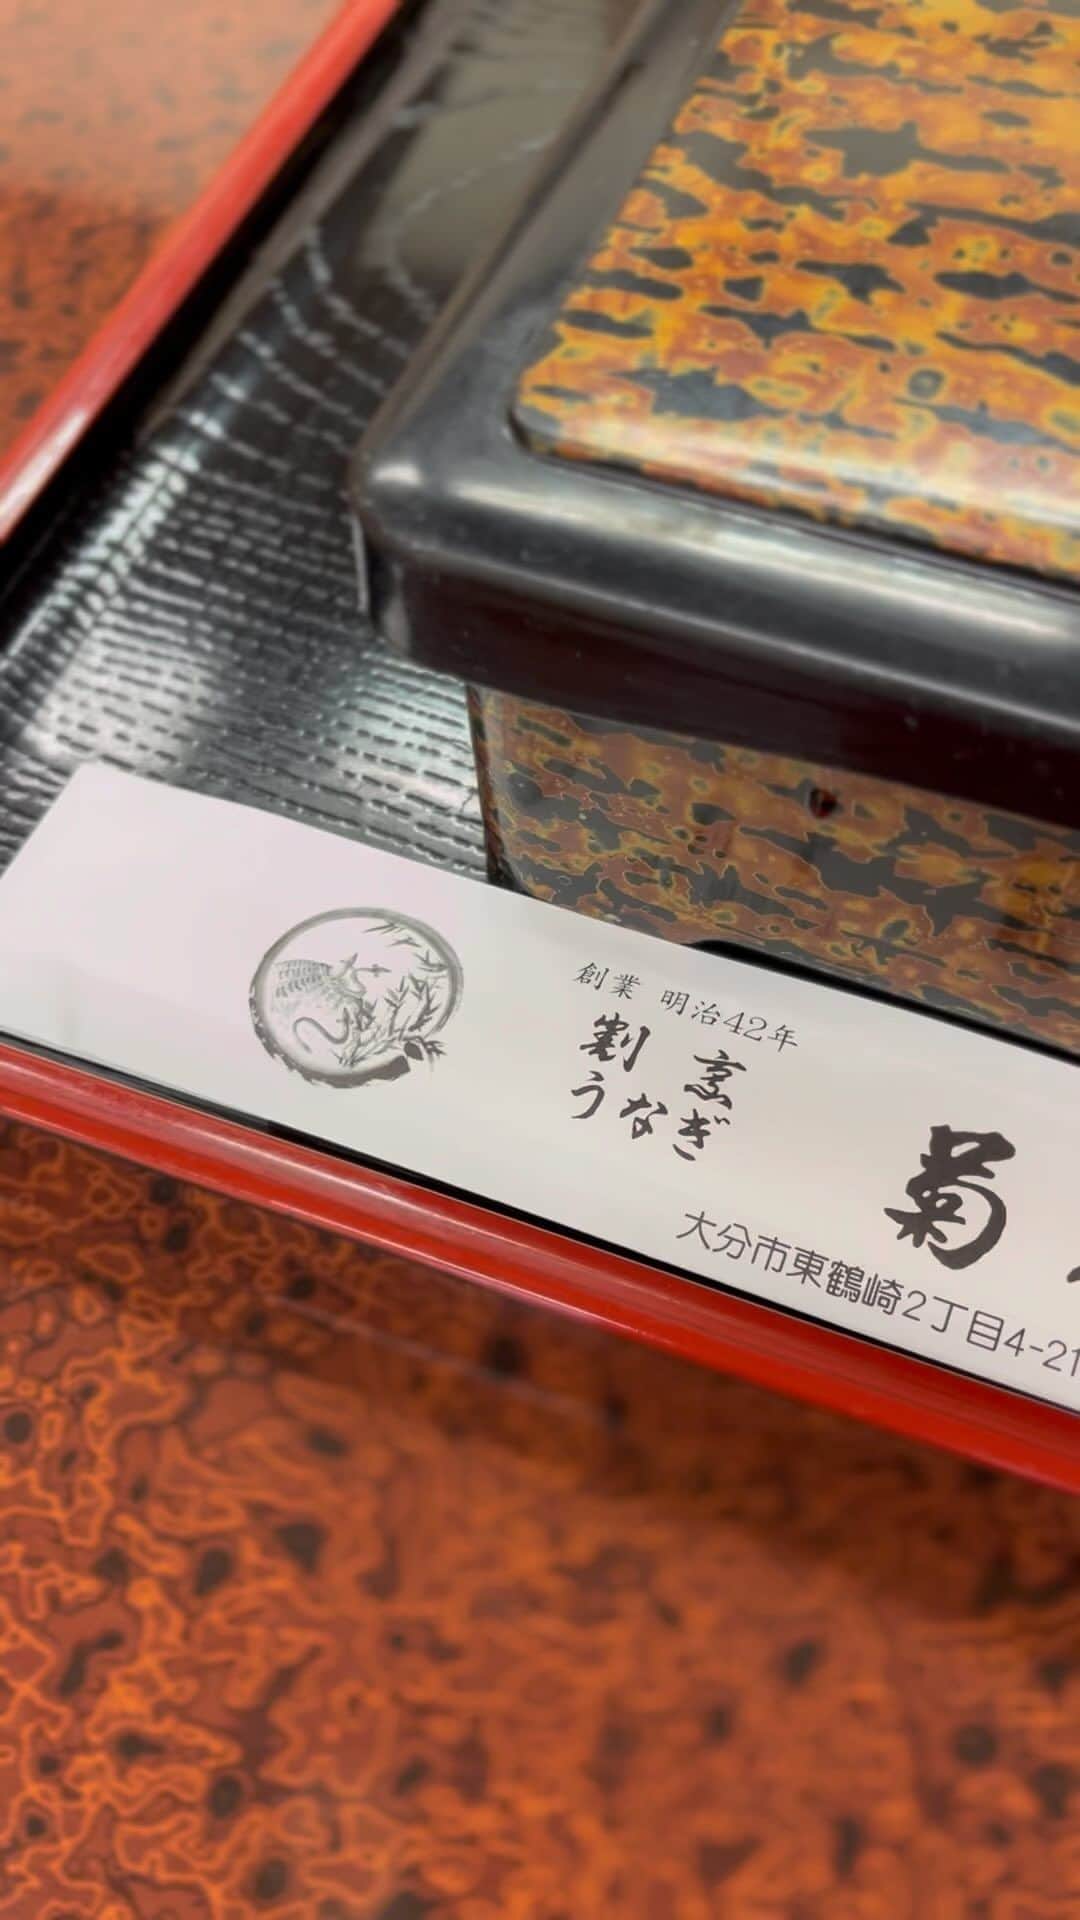 創業 明治42年
割烹
うなぎ
菊
大分市東鶴崎2丁目4-21